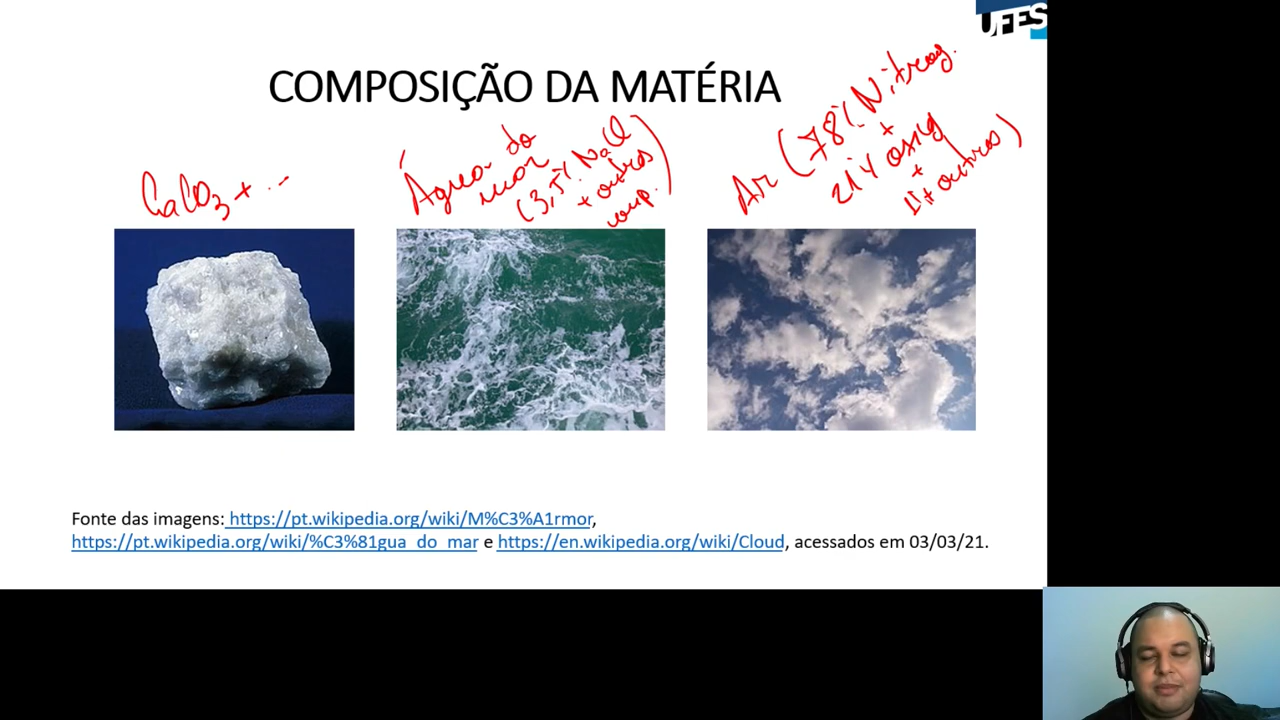 UFES
COMPOSIÇÃO DA MATÉRIA
CaCO3 + ...
Água do
mar
(3,5% NaCl
+ outros
comp.)
Ar (78% Nitrog.
+
21% oxig
+
1% outros)
Fonte das imagens: https://pt.wikipedia.org/wiki/M%C3%A1rmor,
https://pt.wikipedia.org/wiki/%C3%81gua_do_mar e https://en.wikipedia.org/wiki/Cloud, acessados em 03/03/21.